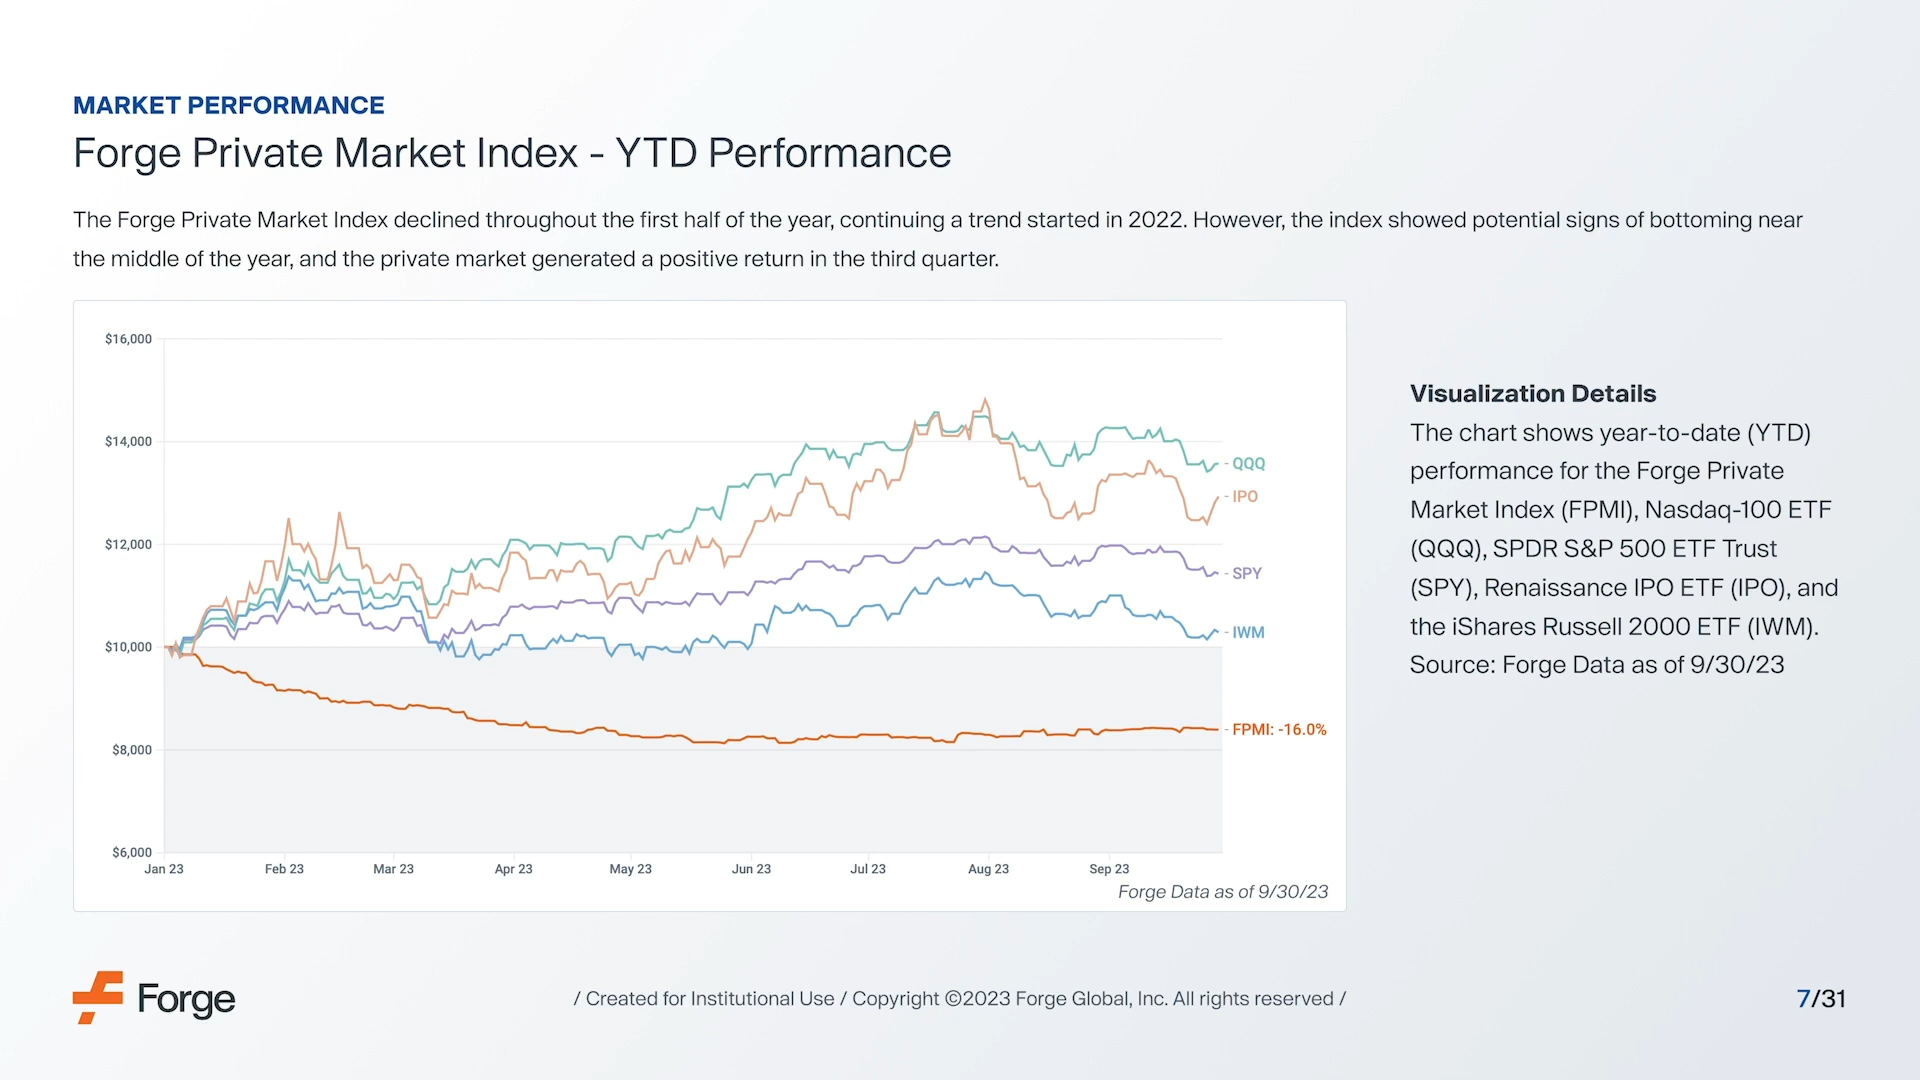 MARKET PERFORMANCE
Forge Private Market Index - YTD Performance
The Forge Private Market Index declined throughout the first half of the year, continuing a trend started in 2022. However, the index showed potential signs of bottoming near
the middle of the year, and the private market generated a positive return in the third quarter.
$16,000
$14,000
$12,000
$10,000
$8,000
$6,000
QQQ
IPO
SPY
IWM
FPMI: -16.0%
Jan 23
Feb 23
Mar 23
Apr 23
May 23
Jun 23
Jul 23
Aug 23
Sep 23
Forge Data as of 9/30/23
Visualization Details
The chart shows year-to-date (YTD)
performance for the Forge Private
Market Index (FPMI), Nasdaq-100 ETF
(QQQ), SPDR S&P 500 ETF Trust
(SPY), Renaissance IPO ETF (IPO), and
the iShares Russell 2000 ETF (IWM).
Source: Forge Data as of 9/30/23
Forge
/ Created for Institutional Use / Copyright ©2023 Forge Global, Inc. All rights reserved /
7/31